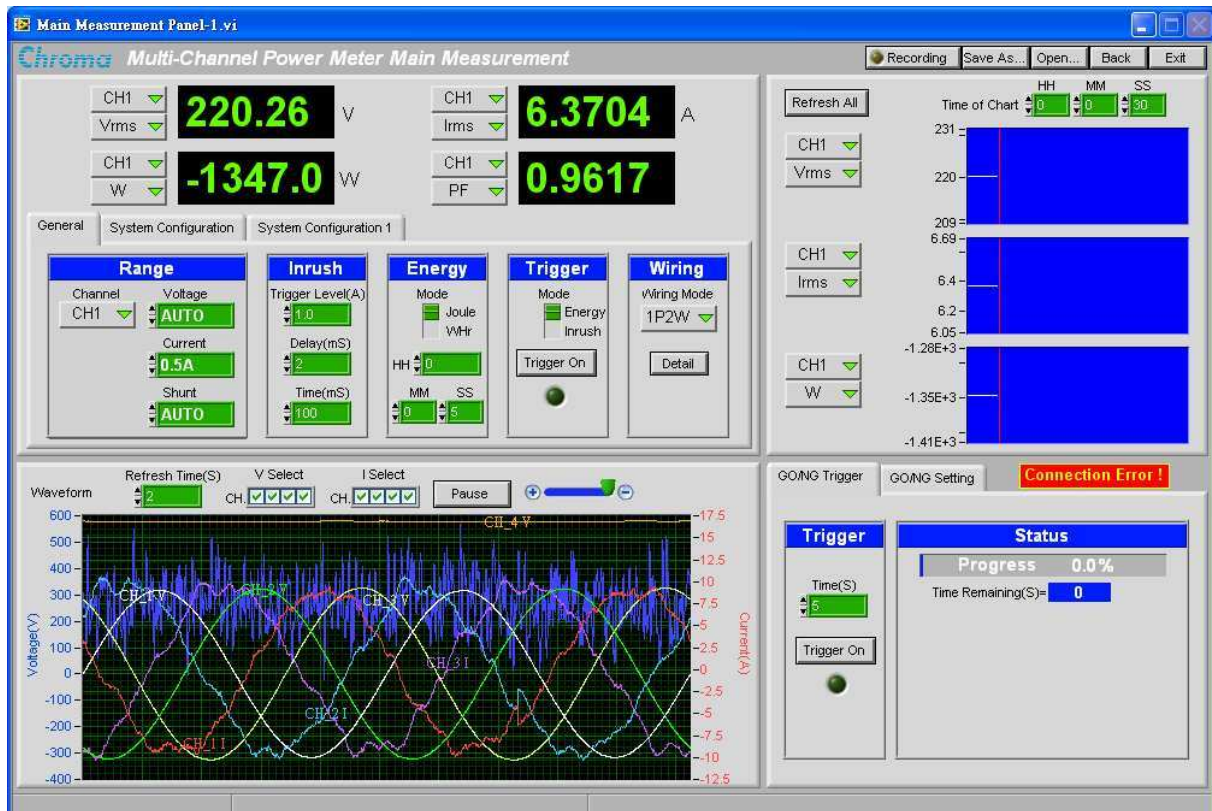 Main Measurement Panel-1.vi
Chroma Multi-Channel Power Meter Main Measurement
Recording Save As... Open... Back Exit
CH1
Vrms
220.26 V
CH1
Irms
6.3704 A
CH1
W
-1347.0 W
CH1
PF
0.9617
General System Configuration System Configuration 1
Range
Channel
CH1
Voltage
AUTO
Current
0.5A
Shunt
AUTO
Inrush
Trigger Level(A)
1.0
Delay(mS)
2
Time(mS)
100
Energy
Mode
Joule
WHr
HH 0
MM SS
0 5
Trigger
Mode
Energy
Inrush
Trigger On
Wiring
Wiring Mode
1P2W
Detail
Refresh All
HH MM SS
Time of Chart 0 0 30
CH1
Vrms
231
220
209
CH1
Irms
6.69
6.4
6.2
6.05
CH1
W
-1.28E+3
-1.35E+3
-1.41E+3
Waveform
Refresh Time(S)
2
V Select
CH.
I Select
CH.
Pause
Voltage(V)
600
500
400
300
200
100
0
-100
-200
-300
-400
CH_4 V
CH_1 V
CH_2 V
CH_3 V
CH_3 I
CH_2 I
CH_1 I
17.5
15
12.5
10
7.5
5
2.5
0
-2.5
-5
-7.5
-10
-12.5
Current(A)
GO/NG Trigger GO/NG Setting
Connection Error !
Trigger
Time(S)
5
Trigger On
Status
Progress 0.0%
Time Remaining(S)= 0